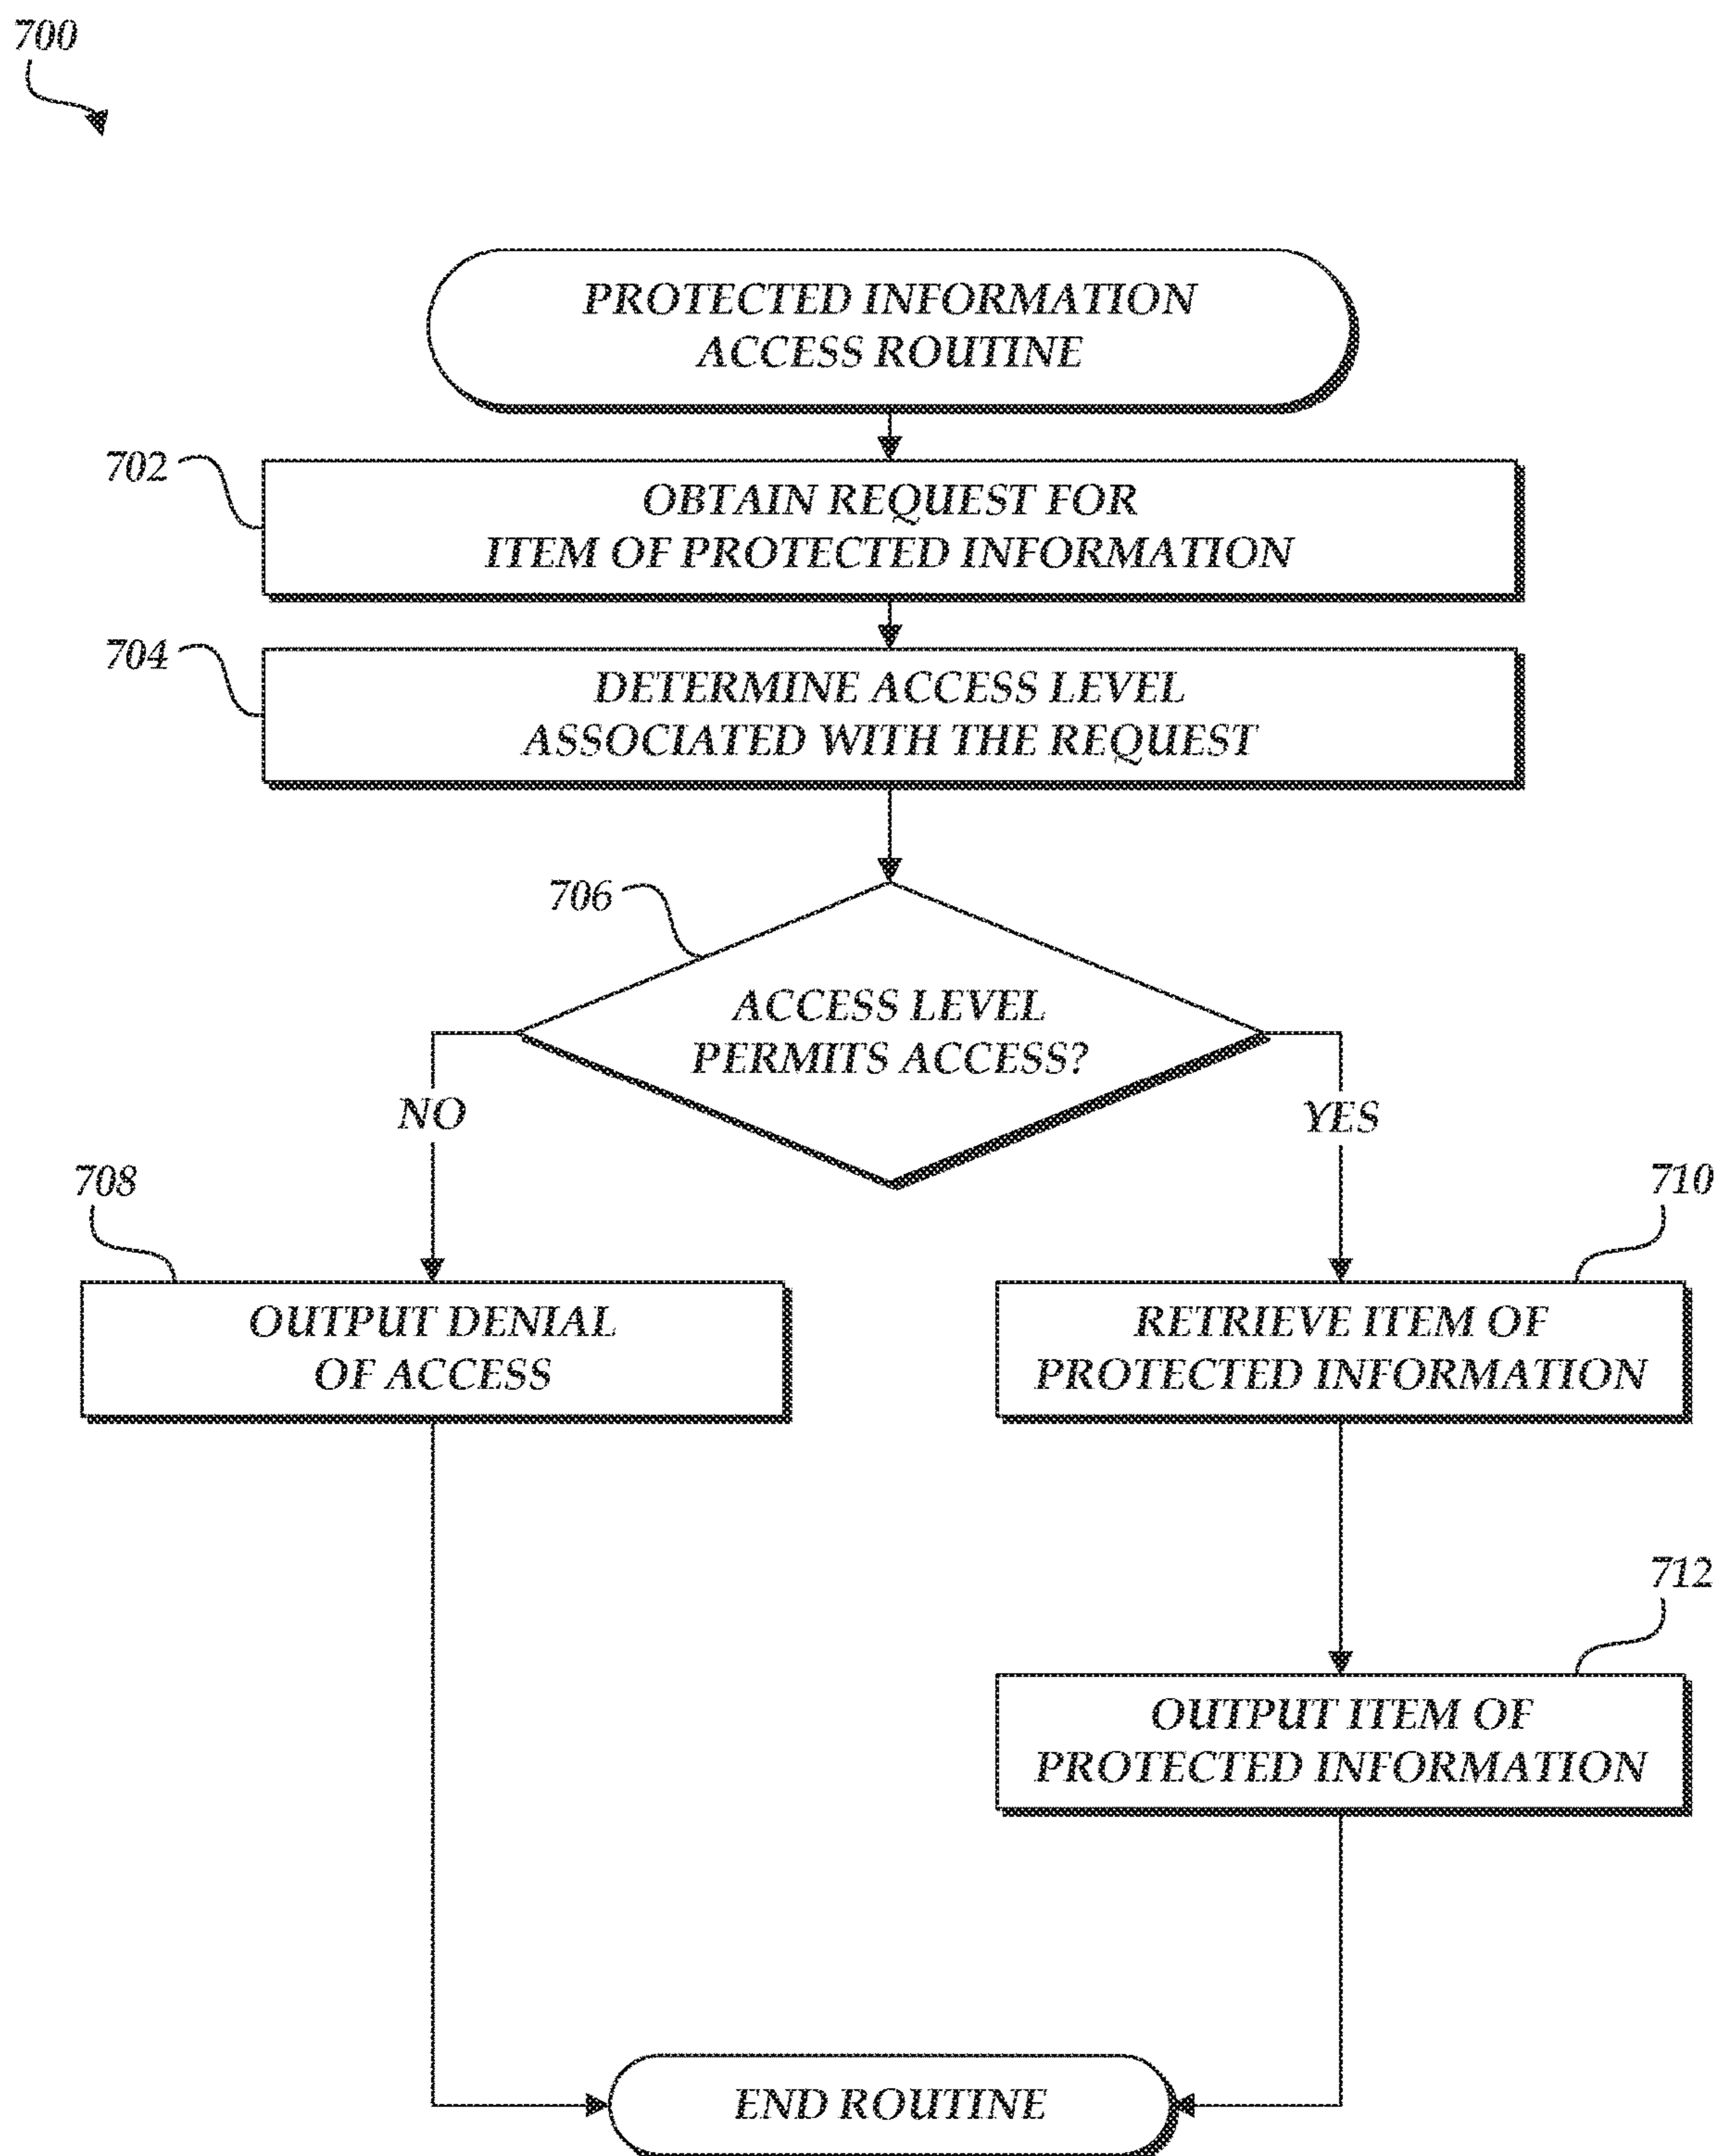 700
PROTECTED INFORMATION
ACCESS ROUTINE
702
OBTAIN REQUEST FOR
ITEM OF PROTECTED INFORMATION
704
DETERMINE ACCESS LEVEL
ASSOCIATED WITH THE REQUEST
706
ACCESS LEVEL
PERMITS ACCESS?
NO
YES
708
OUTPUT DENIAL
OF ACCESS
710
RETRIEVE ITEM OF
PROTECTED INFORMATION
712
OUTPUT ITEM OF
PROTECTED INFORMATION
END ROUTINE